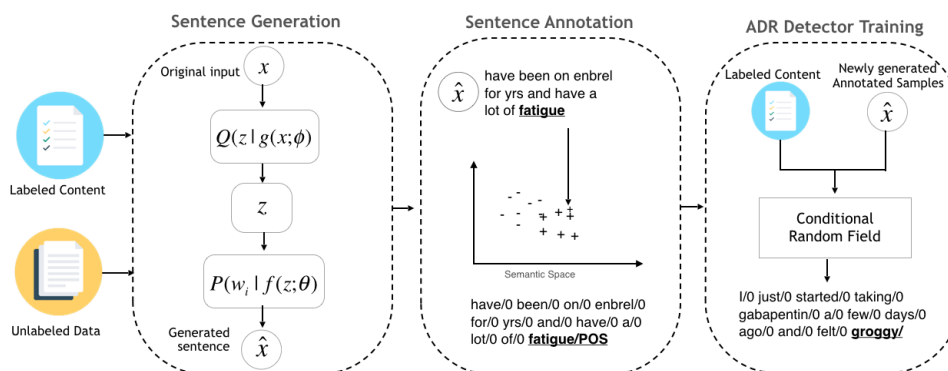 Sentence Generation
Sentence Annotation
ADR Detector Training
Original input
x
Q(z | g(x;ϕ)
z
P(w_i | f(z;θ)
Generated
sentence
x̂
Labeled Content
Unlabeled Data
x̂
have been on enbrel
for yrs and have a
lot of fatigue
Semantic Space
have/0 been/0 on/0 enbrel/0
for/0 yrs/0 and/0 have/0 a/0
lot/0 of/0 fatigue/POS
Labeled Content
Newly generated
Annotated Samples
x̂
Conditional
Random Field
I/0 just/0 started/0 taking/0
gabapentin/0 a/0 few/0 days/0
ago/0 and/0 felt/0 groggy/